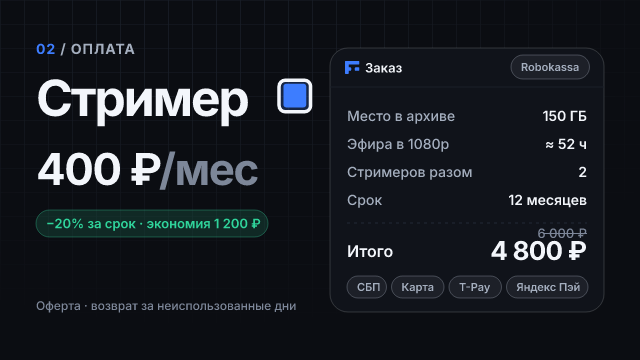 02 / ОПЛАТА
Стример
400 ₽/мес
−20% за срок · экономия 1 200 ₽
Оферта · возврат за неиспользованные дни
Заказ
Robokassa
Место в архиве 150 ГБ
Эфира в 1080p ≈ 52 ч
Стримеров разом 2
Срок 12 месяцев
6 000 ₽
Итого 4 800 ₽
СБП Карта T-Pay Яндекс Пэй